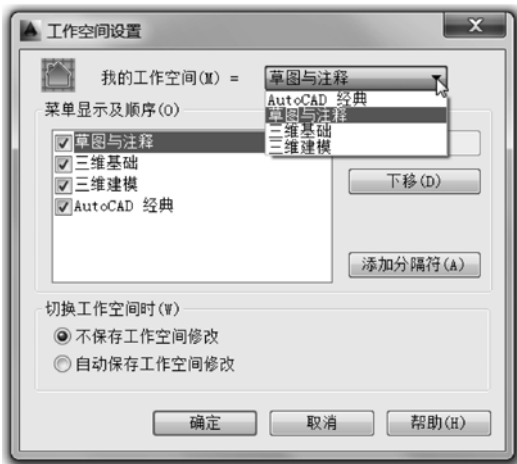 工作空间设置
我的工作空间(M) = 草图与注释
AutoCAD 经典
草图与注释
三维基础
三维建模
菜单显示及顺序(O)
草图与注释
三维基础
三维建模
AutoCAD 经典
下移(D)
添加分隔符(A)
切换工作空间时(W)
不保存工作空间修改
自动保存工作空间修改
确定
取消
帮助(H)